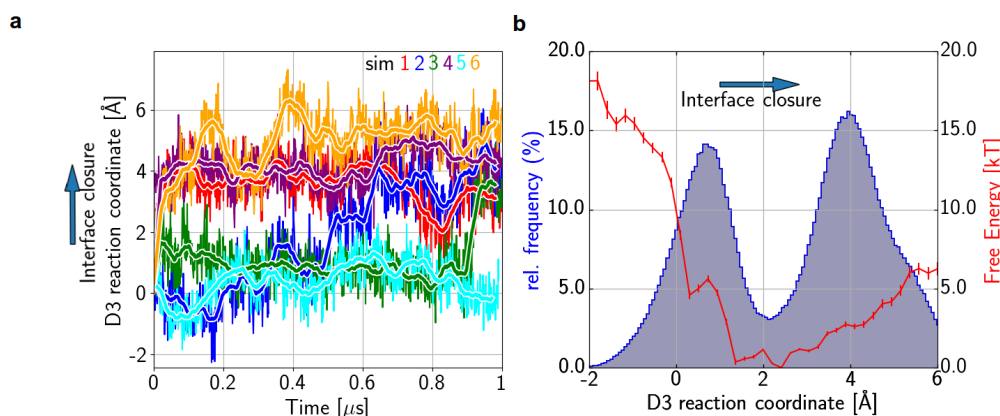 a
Interface closure
D3 reaction coordinate [Å]
6
4
2
0
-2
sim 1 2 3 4 5 6
0
0.2
0.4
0.6
0.8
1
Time [μs]
b
rel. frequency (%)
20.0
15.0
10.0
5.0
0.0
Interface closure
20.0
15.0
10.0
5.0
0.0
Free Energy [kT]
-2
0
2
4
6
D3 reaction coordinate [Å]